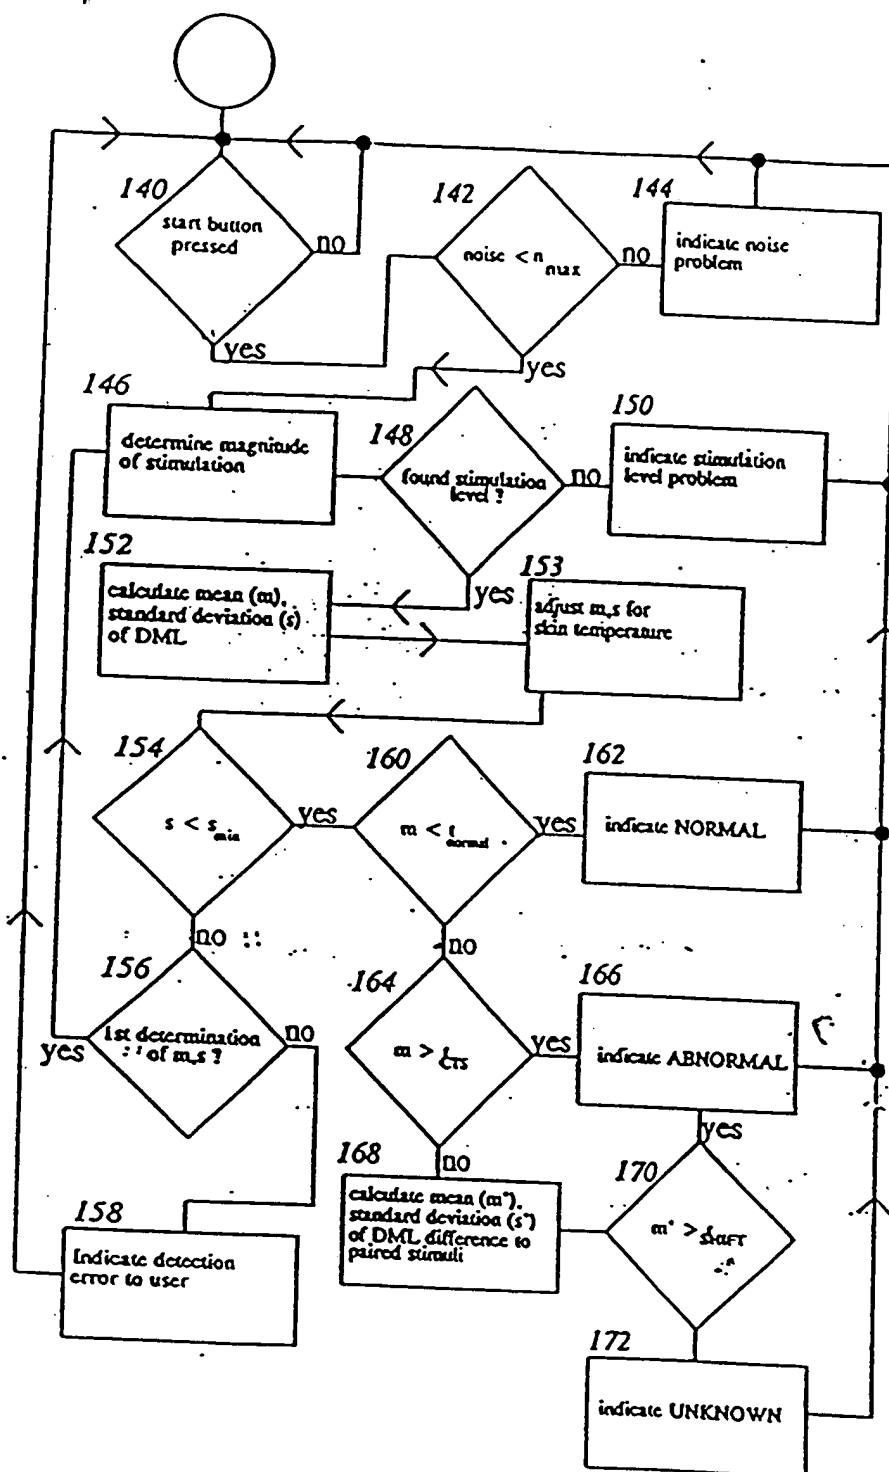 140
start button
pressed
no
yes
142
noise < n
max
no
yes
144
indicate noise
problem
146
determine magnitude
of stimulation
148
found stimulation
level ?
no
yes
150
indicate stimulation
level problem
152
calculate mean (m),
standard deviation (s)
of DML
153
adjust m,s for
skin temperature
154
s < s
min
yes
no
160
m < t
normal
yes
no
162
indicate NORMAL
156
1st determination
of m,s ?
yes
no
164
m > t
CTS
yes
no
166
indicate ABNORMAL
158
Indicate detection
error to user
168
calculate mean (m'),
standard deviation (s')
of DML difference to
paired stimuli
170
yes
m' >
172
indicate UNKNOWN